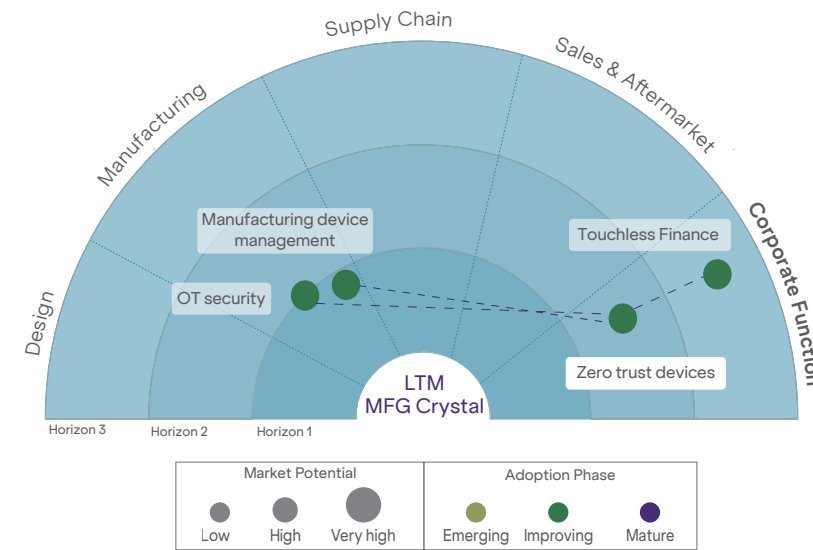 Supply Chain
Sales & Aftermarket
Manufacturing
Corporate Function
Design
Manufacturing device
management
Touchless Finance
OT security
Zero trust devices
LTM
MFG Crystal
Horizon 3
Horizon 2
Horizon 1
Market Potential
Low
High
Very high
Adoption Phase
Emerging
Improving
Mature